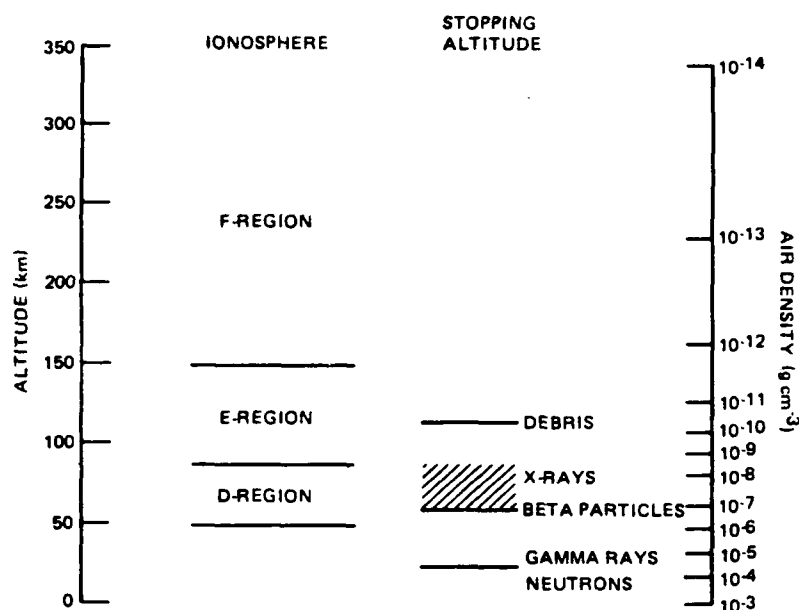 STOPPING
ALTITUDE
IONOSPHERE
350
300
250
200
150
100
50
0
ALTITUDE (km)
F-REGION
E-REGION
D-REGION
DEBRIS
X-RAYS
BETA PARTICLES
GAMMA RAYS
NEUTRONS
10-14
10-13
10-12
10-11
10-10
10-9
10-8
10-7
10-6
10-5
10-4
10-3
AIR DENSITY (g cm-3)